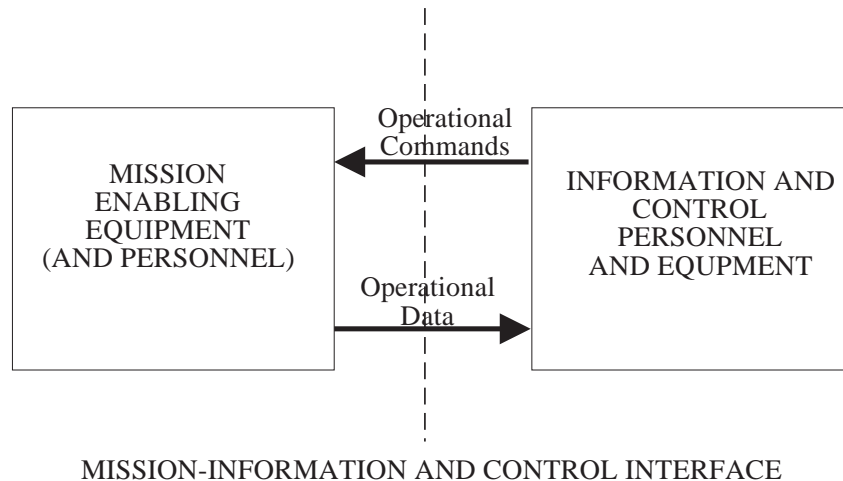 MISSION
ENABLING
EQUIPMENT
(AND PERSONNEL)
Operational
Commands
Operational
Data
INFORMATION AND
CONTROL
PERSONNEL
AND EQUPMENT
MISSION-INFORMATION AND CONTROL INTERFACE